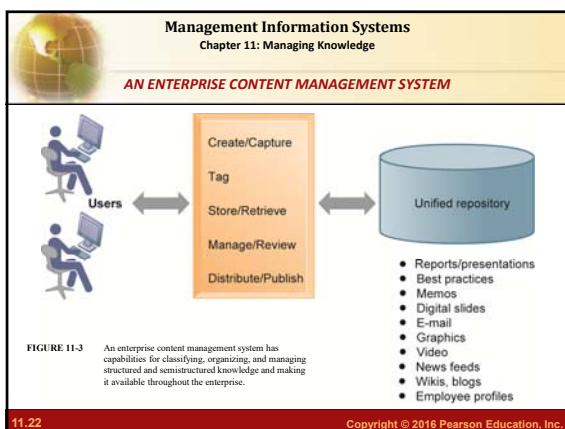 Management Information Systems
Chapter 11: Managing Knowledge
AN ENTERPRISE CONTENT MANAGEMENT SYSTEM
Users
Create/Capture
Tag
Store/Retrieve
Manage/Review
Distribute/Publish
Unified repository
• Reports/presentations
• Best practices
• Memos
• Digital slides
• E-mail
• Graphics
• Video
• News feeds
• Wikis, blogs
• Employee profiles
FIGURE 11-3 An enterprise content management system has
capabilities for classifying, organizing, and managing
structured and semistructured knowledge and making
it available throughout the enterprise.
11.22 Copyright © 2016 Pearson Education, Inc.